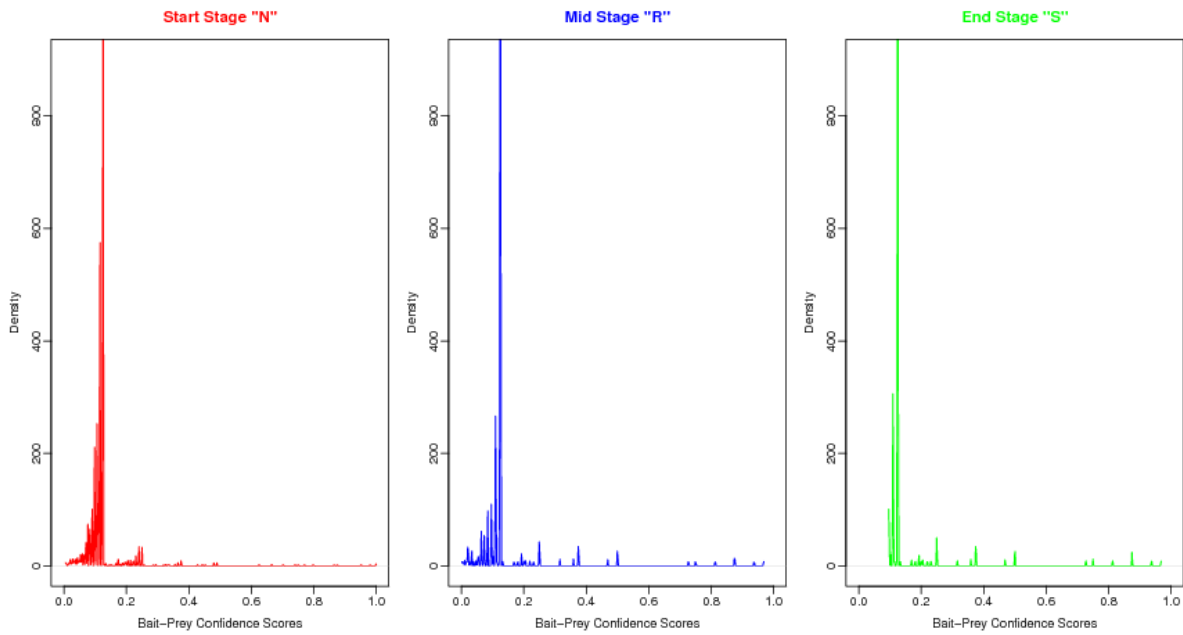 Start Stage "N"
Mid Stage "R"
End Stage "S"
Density
0
200
400
600
800
0.0 0.2 0.4 0.6 0.8 1.0
Bait−Prey Confidence Scores
Density
0
200
400
600
800
0.0 0.2 0.4 0.6 0.8 1.0
Bait−Prey Confidence Scores
Density
0
200
400
600
800
0.0 0.2 0.4 0.6 0.8 1.0
Bait−Prey Confidence Scores